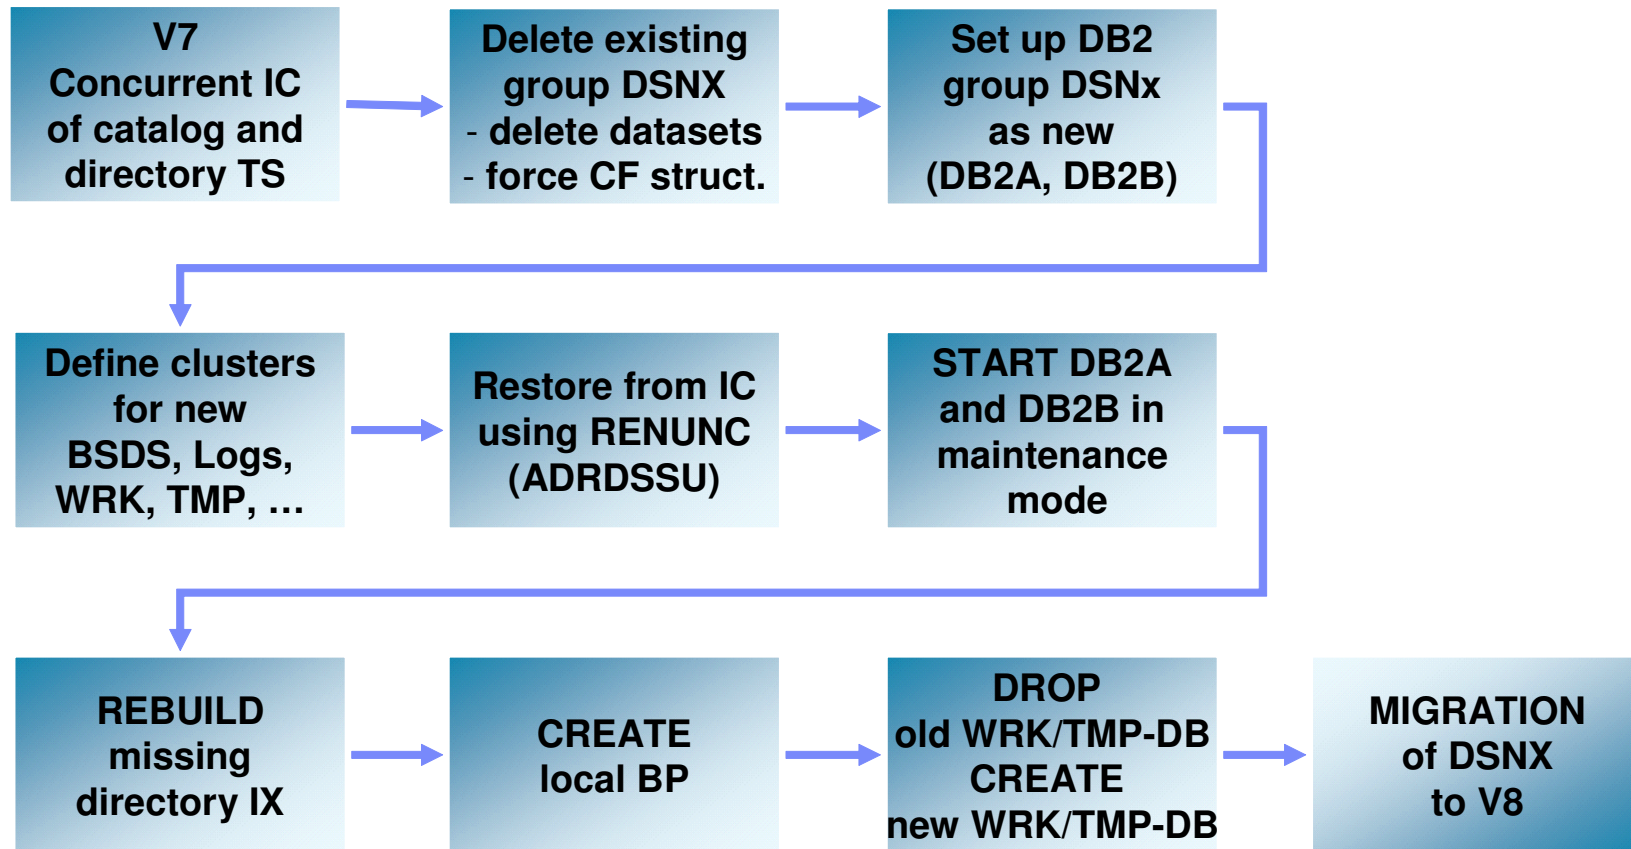 V7
Concurrent IC
of catalog and
directory TS
Delete existing
group DSNX
- delete datasets
- force CF struct.
Set up DB2
group DSNx
as new
(DB2A, DB2B)
Define clusters
for new
BSDS, Logs,
WRK, TMP, …
Restore from IC
using RENUNC
(ADRDSSU)
START DB2A
and DB2B in
maintenance
mode
REBUILD
missing
directory IX
CREATE
local BP
DROP
old WRK/TMP-DB
CREATE
new WRK/TMP-DB
MIGRATION
of DSNX
to V8